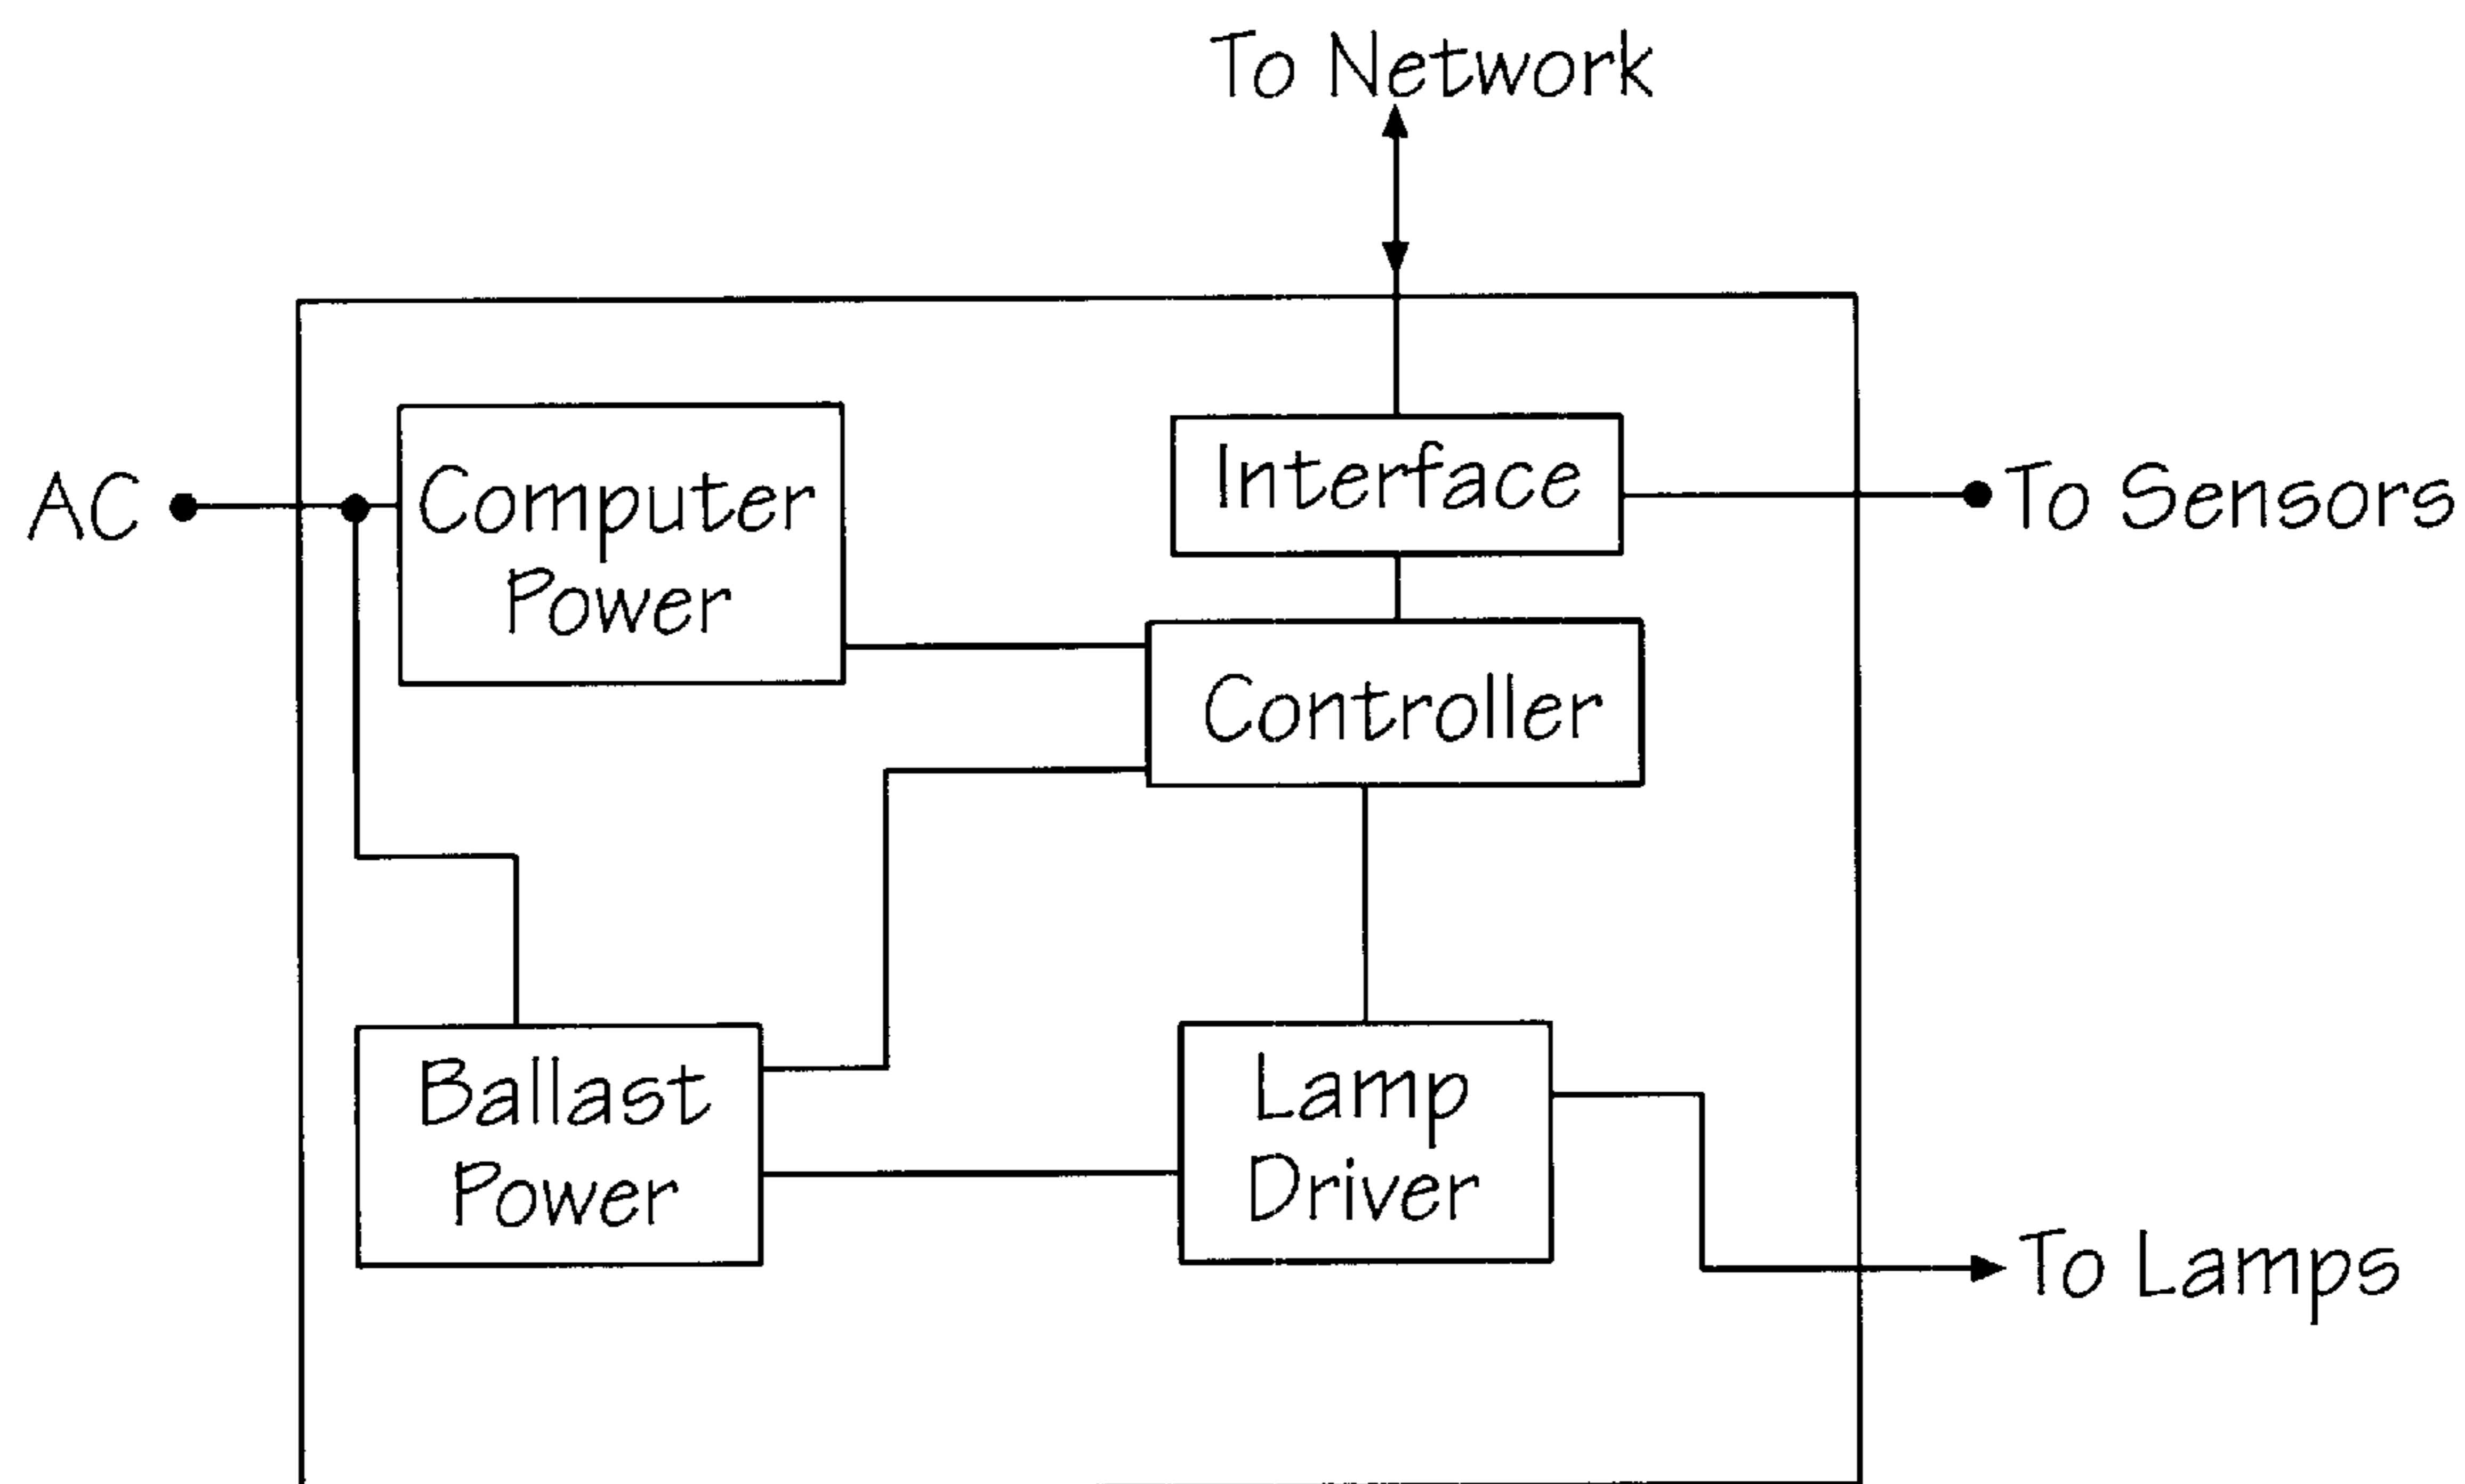 To Network
AC
Computer
Power
Interface
To Sensors
Controller
Ballast
Power
Lamp
Driver
To Lamps